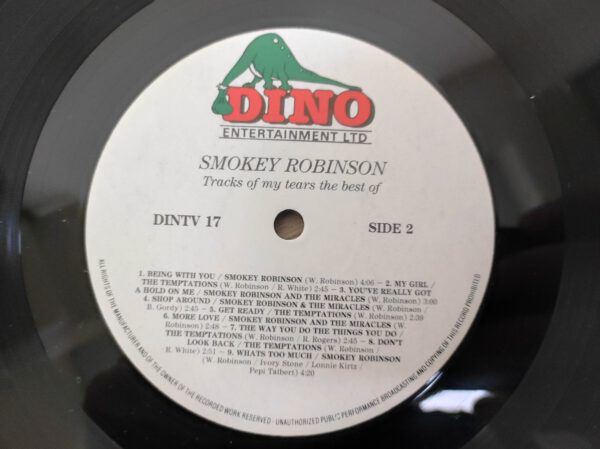 DINO
ENTERTAINMENT LTD
SMOKEY ROBINSON
Tracks of my tears the best of
DINTV 17
SIDE 2
1. BEING WITH YOU / SMOKEY ROBINSON (W. Robinson) 4:06 – 2. MY GIRL /
THE TEMPTATIONS (W. Robinson / R. White) 2:45 – 3. YOU'VE REALLY GOT
A HOLD ON ME / SMOKEY ROBINSON AND THE MIRACLES (W. Robinson) 3:00
4. SHOP AROUND / SMOKEY ROBINSON & THE MIRACLES (W. Robinson /
B. Gordy) 2:45 – 5. GET READY / THE TEMPTATIONS (W. Robinson) 2:39
6. MORE LOVE / SMOKEY ROBINSON AND THE MIRACLES (W.
Robinson) 2:48 – 7. THE WAY YOU DO THE THINGS YOU DO /
THE TEMPTATIONS (W. Robinson / R. Rogers) 2:45 – 8. DON'T
LOOK BACK / THE TEMPTATIONS (W. Robinson /
R. White) 2:51 – 9. WHATS TOO MUCH / SMOKEY ROBINSON
(W. Robinson / Ivory Stone / Lonnie Kirtz /
Pepi Talbert) 4:20
ALL RIGHTS OF THE MANUFACTURER AND OF THE OWNER OF THE RECORDED WORK RESERVED - UNAUTHORIZED PUBLIC PERFORMANCE BROADCASTING AND COPYING OF THIS RECORD PROHIBITED